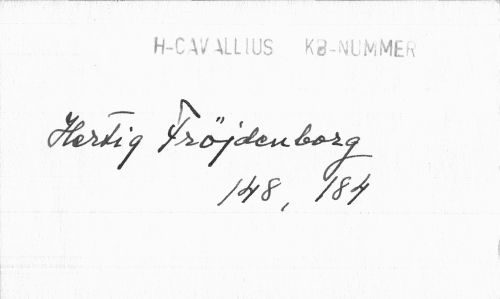 H-CAVALLIUS KB-NUMMER
Hertig Fröjdenborg
148, 184